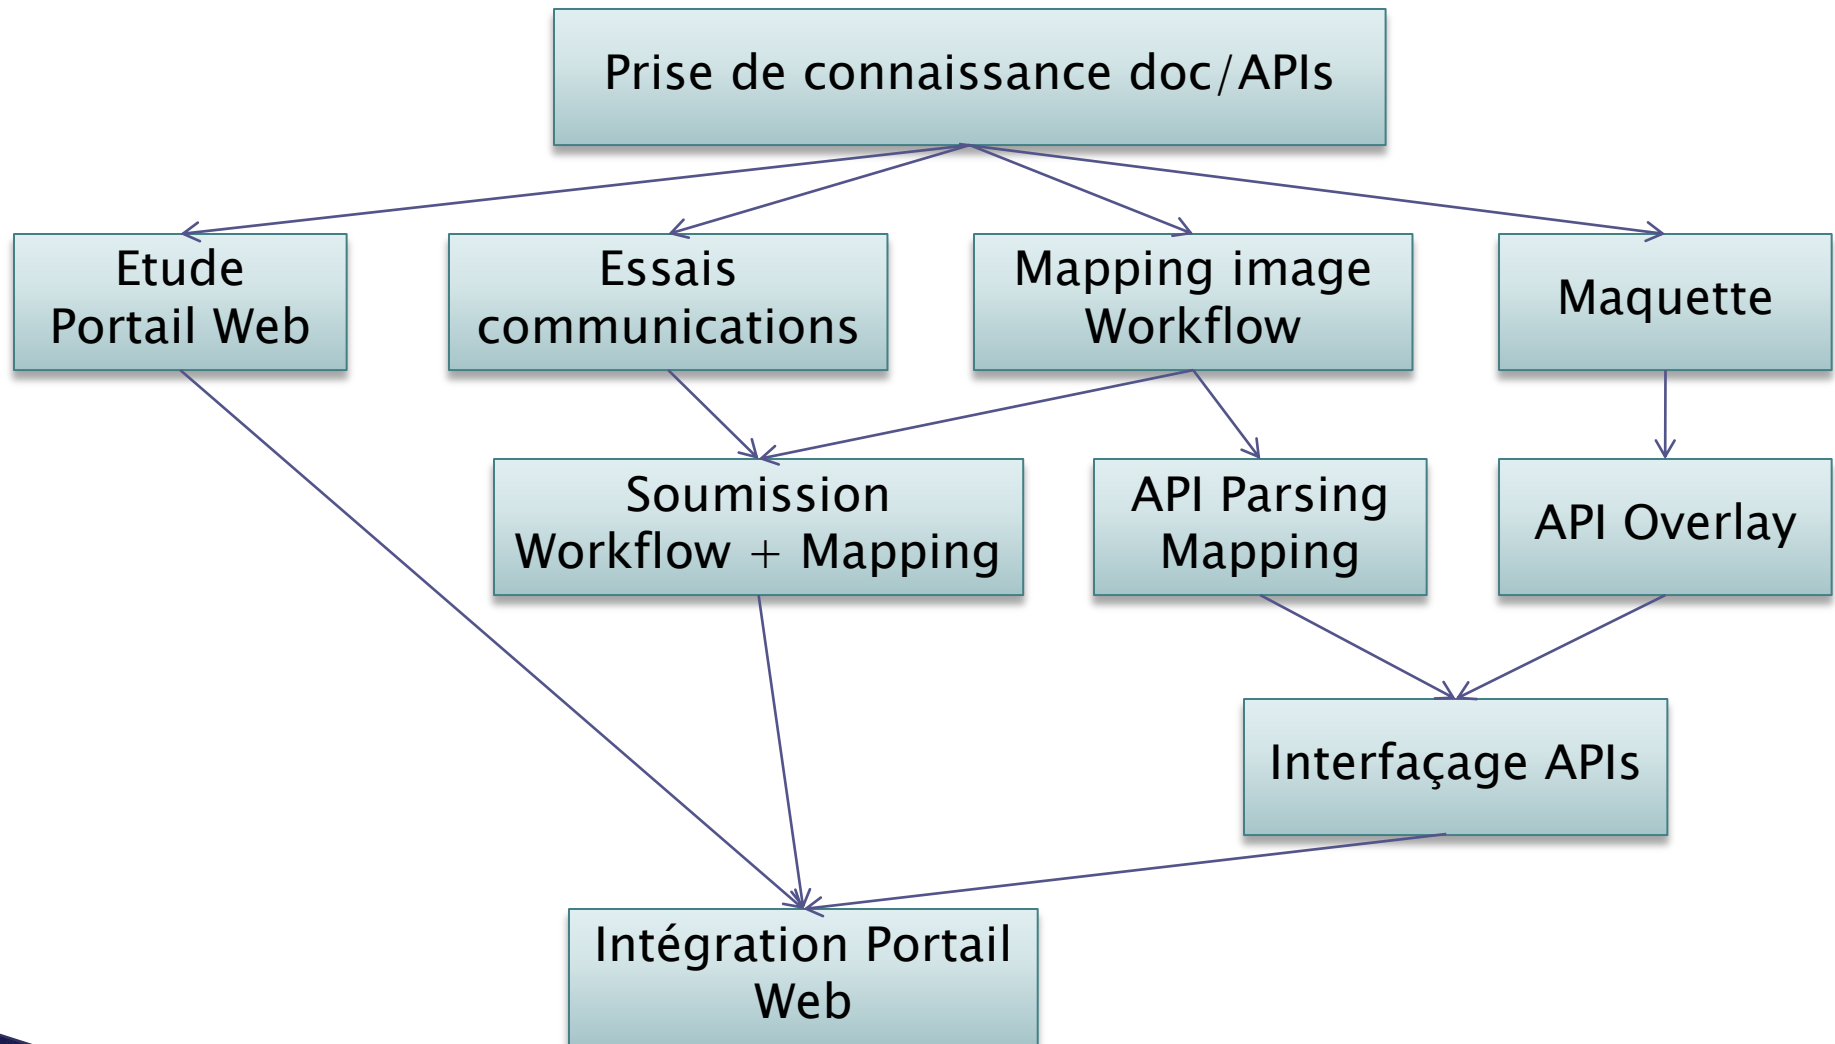 Prise de connaissance doc/APIs
Etude
Portail Web
Essais
communications
Mapping image
Workflow
Maquette
Soumission
Workflow + Mapping
API Parsing
Mapping
API Overlay
Interfaçage APIs
Intégration Portail
Web